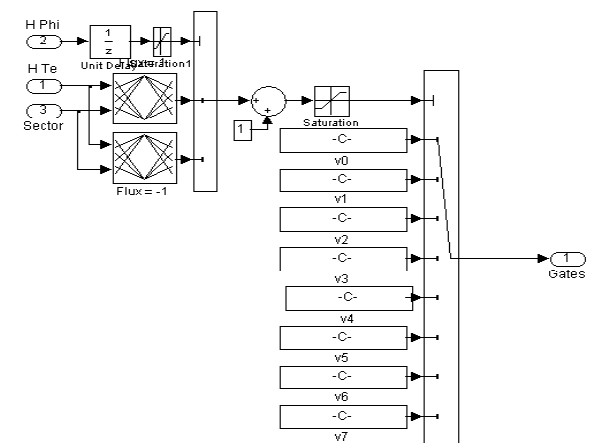 H Phi
2
1
z
Unit Delay
Saturation1
H Te
1
3
Sector
Flux = -1
1
Saturation
-C-
v0
-C-
v1
-C-
v2
-C-
v3
-C-
v4
-C-
v5
-C-
v6
-C-
v7
1
Gates